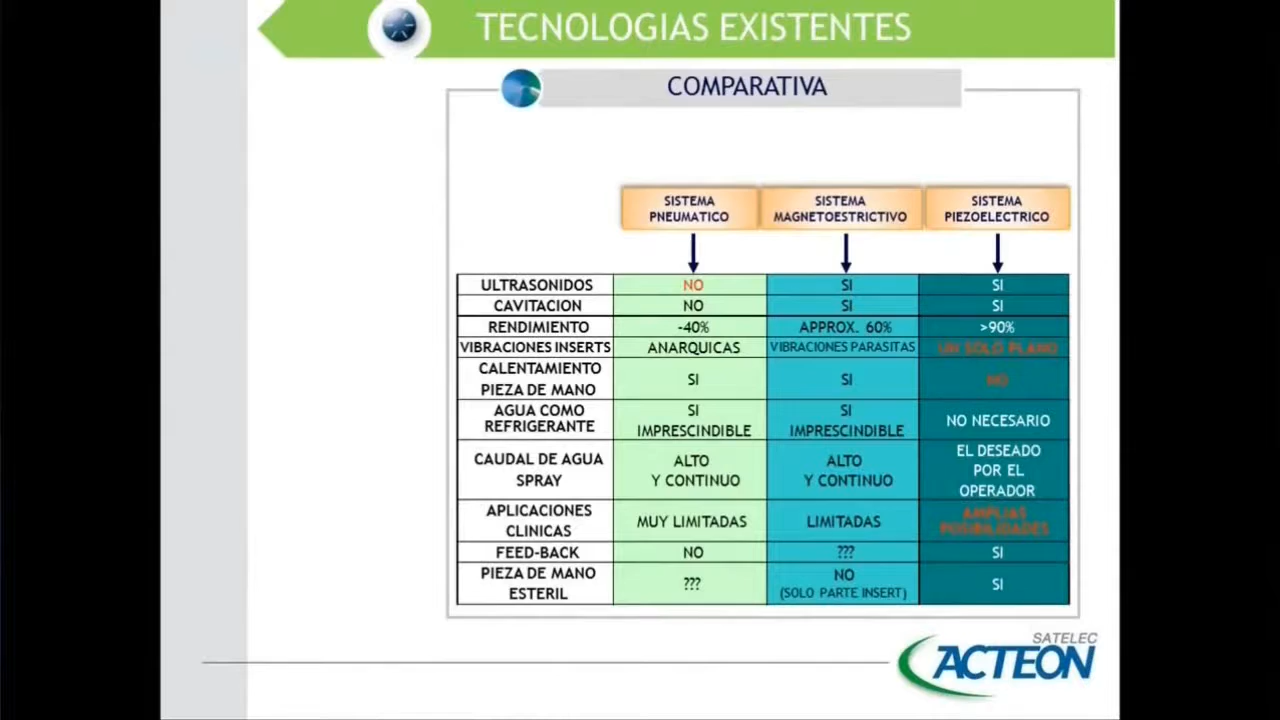 TECNOLOGIAS EXISTENTES
COMPARATIVA
SISTEMA PNEUMATICO
SISTEMA MAGNETOESTRICTIVO
SISTEMA PIEZOELECTRICO
ULTRASONIDOS NO SI SI
CAVITACION NO SI SI
RENDIMIENTO -40% APPROX. 60% >90%
VIBRACIONES INSERTS ANARQUICAS VIBRACIONES PARASITAS UN SOLO PLANO
CALENTAMIENTO PIEZA DE MANO SI SI NO
AGUA COMO REFRIGERANTE SI IMPRESCINDIBLE SI IMPRESCINDIBLE NO NECESARIO
CAUDAL DE AGUA SPRAY ALTO Y CONTINUO ALTO Y CONTINUO EL DESEADO POR EL OPERADOR
APLICACIONES CLINICAS MUY LIMITADAS LIMITADAS AMPLIAS POSIBILIDADES
FEED-BACK NO ??? SI
PIEZA DE MANO ESTERIL ??? NO (SOLO PARTE INSERT) SI
SATELEC
ACTEON